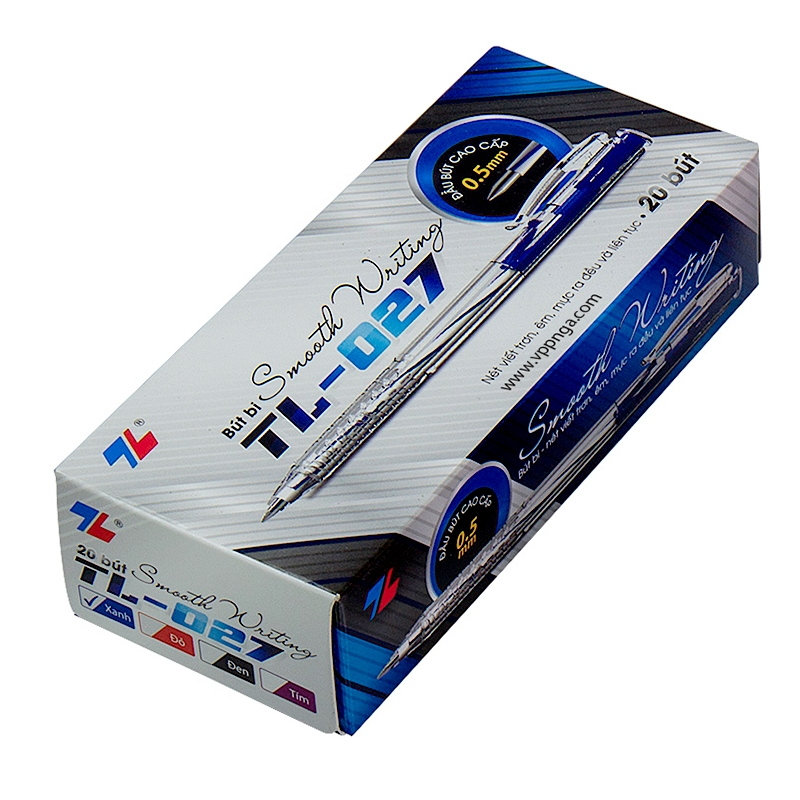 ĐẦU BÚT CAO CẤP
0.5mm
Bút bi Smooth Writing
TL-027
Nét viết trơn, êm, mực ra đều và liên tục • 20 bút
www.vppnga.com
TL®
Smooth Writing
Bút bi - nét viết trơn, êm, mực ra đều và liên tục
ĐẦU BÚT CAO CẤP
0.5
mm
TL
TL®
20 bút Smooth Writing
TL-027
Xanh
Đỏ
Đen
Tím